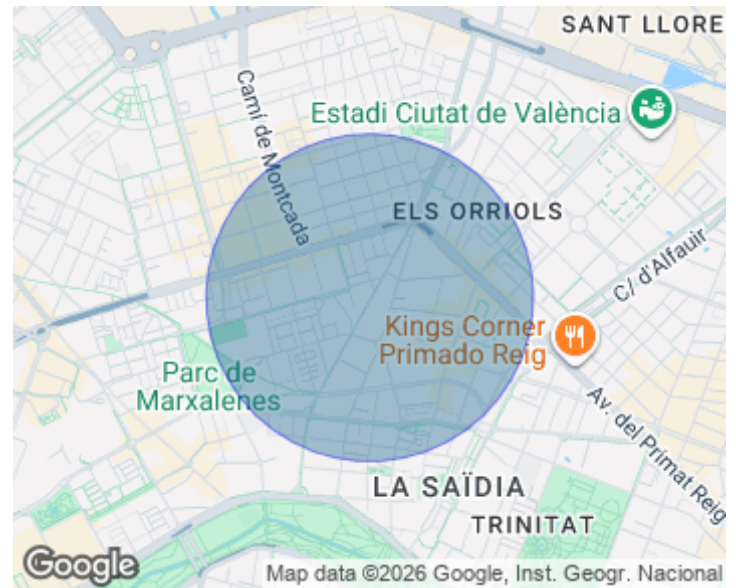 SANT LLORE
Estadi Ciutat de València
Camí de Montcada
ELS ORRIOLS
C/ d'Alfauir
Kings Corner
Primado Reig
Parc de
Marxalenes
Av. del Primat Reig
LA SAÏDIA
TRINITAT
Google
Map data ©2026 Google, Inst. Geogr. Nacional